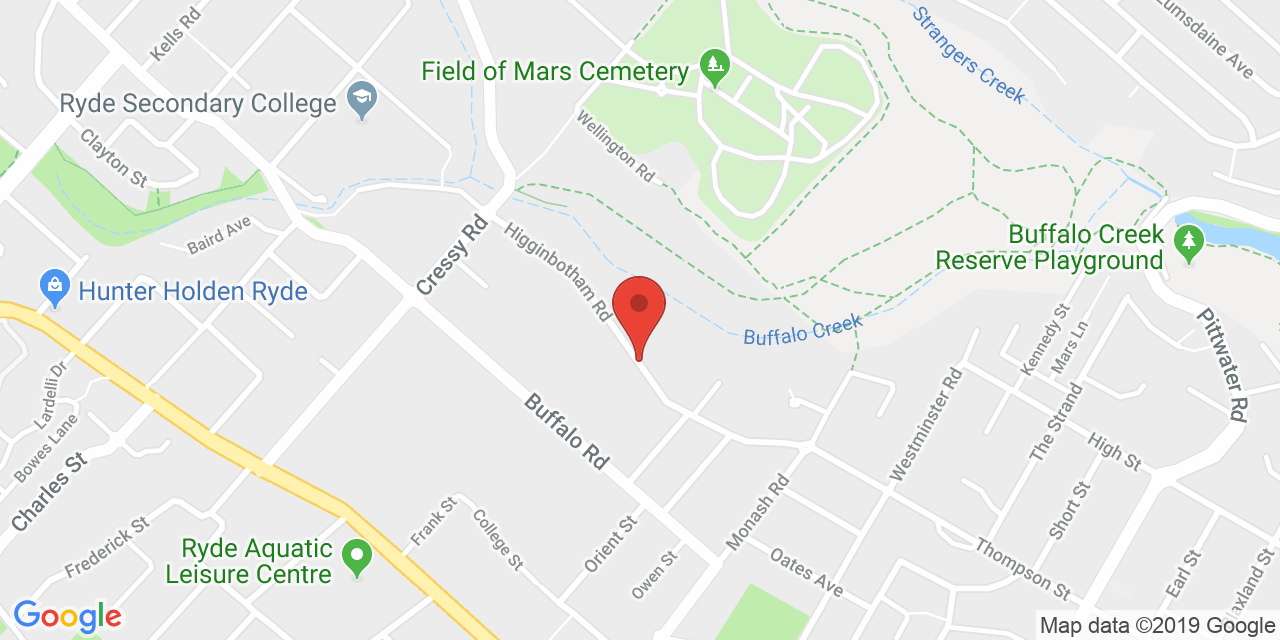 Kells Rd
Lumsdaine Ave
Strangers Creek
Field of Mars Cemetery
Ryde Secondary College
Wellington Rd
Clayton St
Baird Ave
Cressy Rd
Higginbotham Rd
Buffalo Creek
Reserve Playground
Hunter Holden Ryde
Buffalo Creek
Kennedy St
Mars Ln
Pittwater Rd
Lardelli Dr
Bowes Lane
Charles St
Buffalo Rd
Westminster Rd
The Strand
High St
Monash Rd
Short St
Frank St
College St
Orient St
Owen St
Oates Ave
Thompson St
Frederick St
Ryde Aquatic
Leisure Centre
Earl St
axland St
Google
Map data ©2019 Google